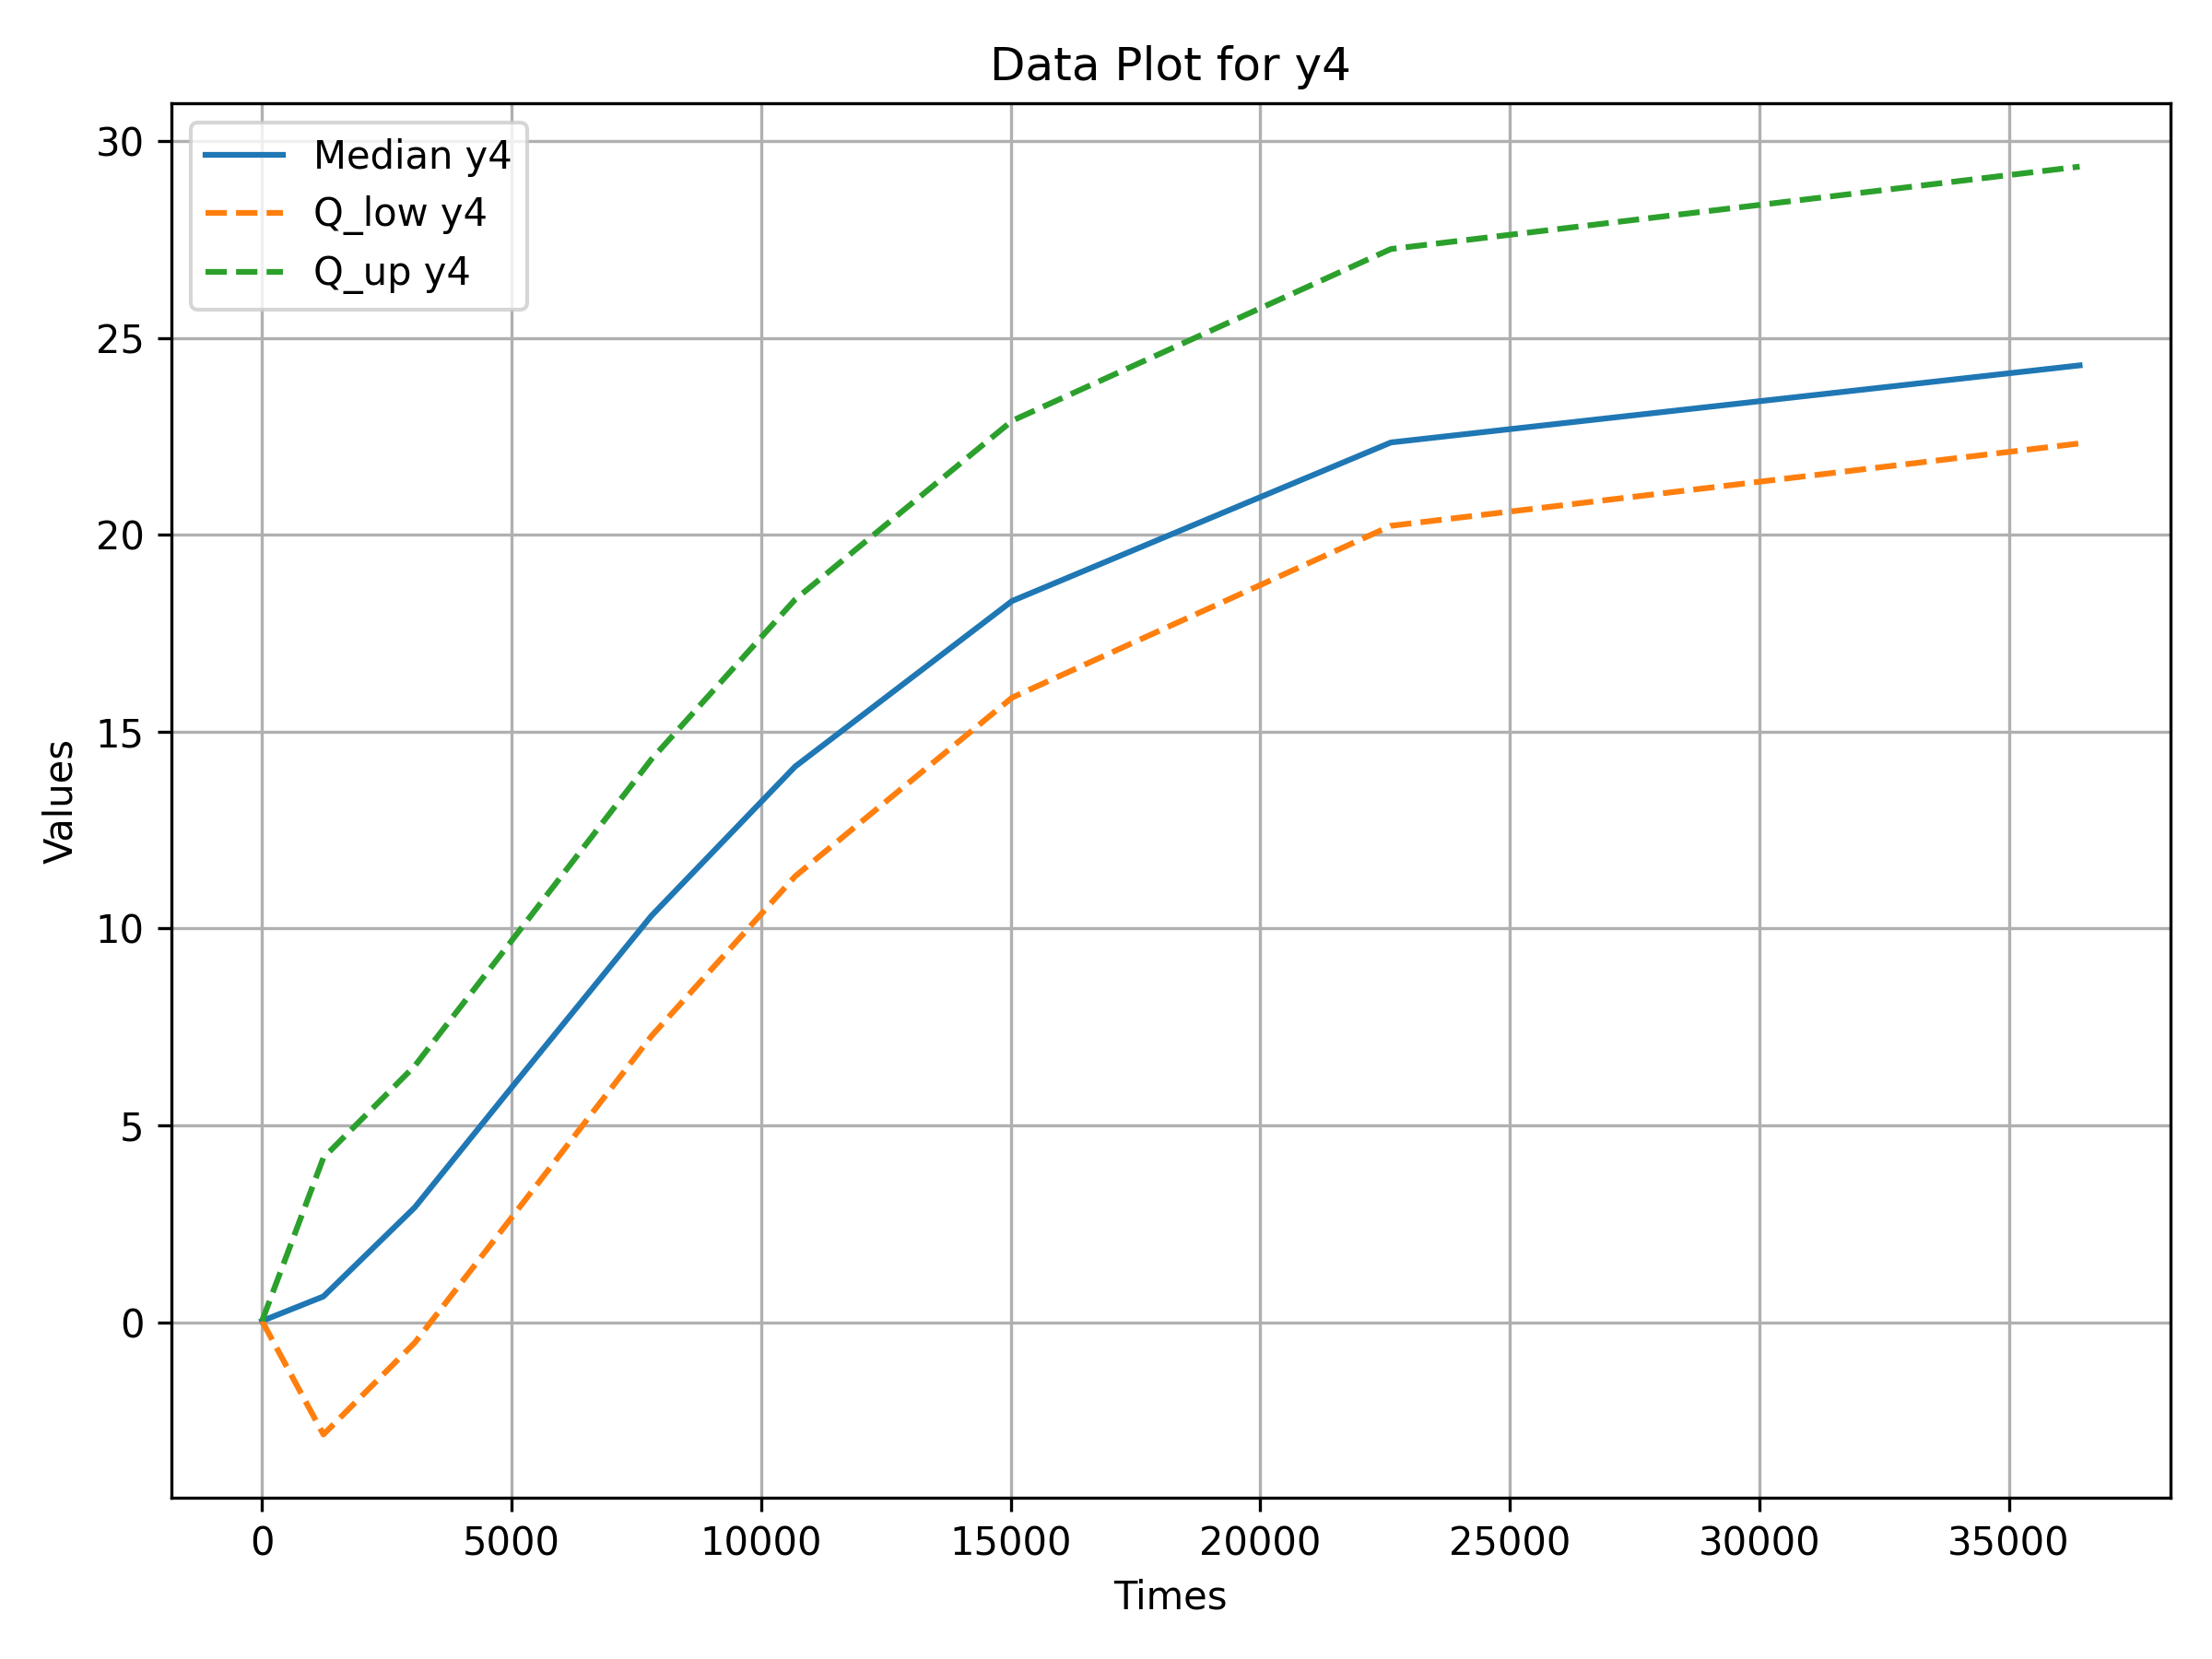 Data Plot for y4
Median y4
Q_low y4
Q_up y4
30
25
20
15
10
5
0
Values
0 5000 10000 15000 20000 25000 30000 35000
Times